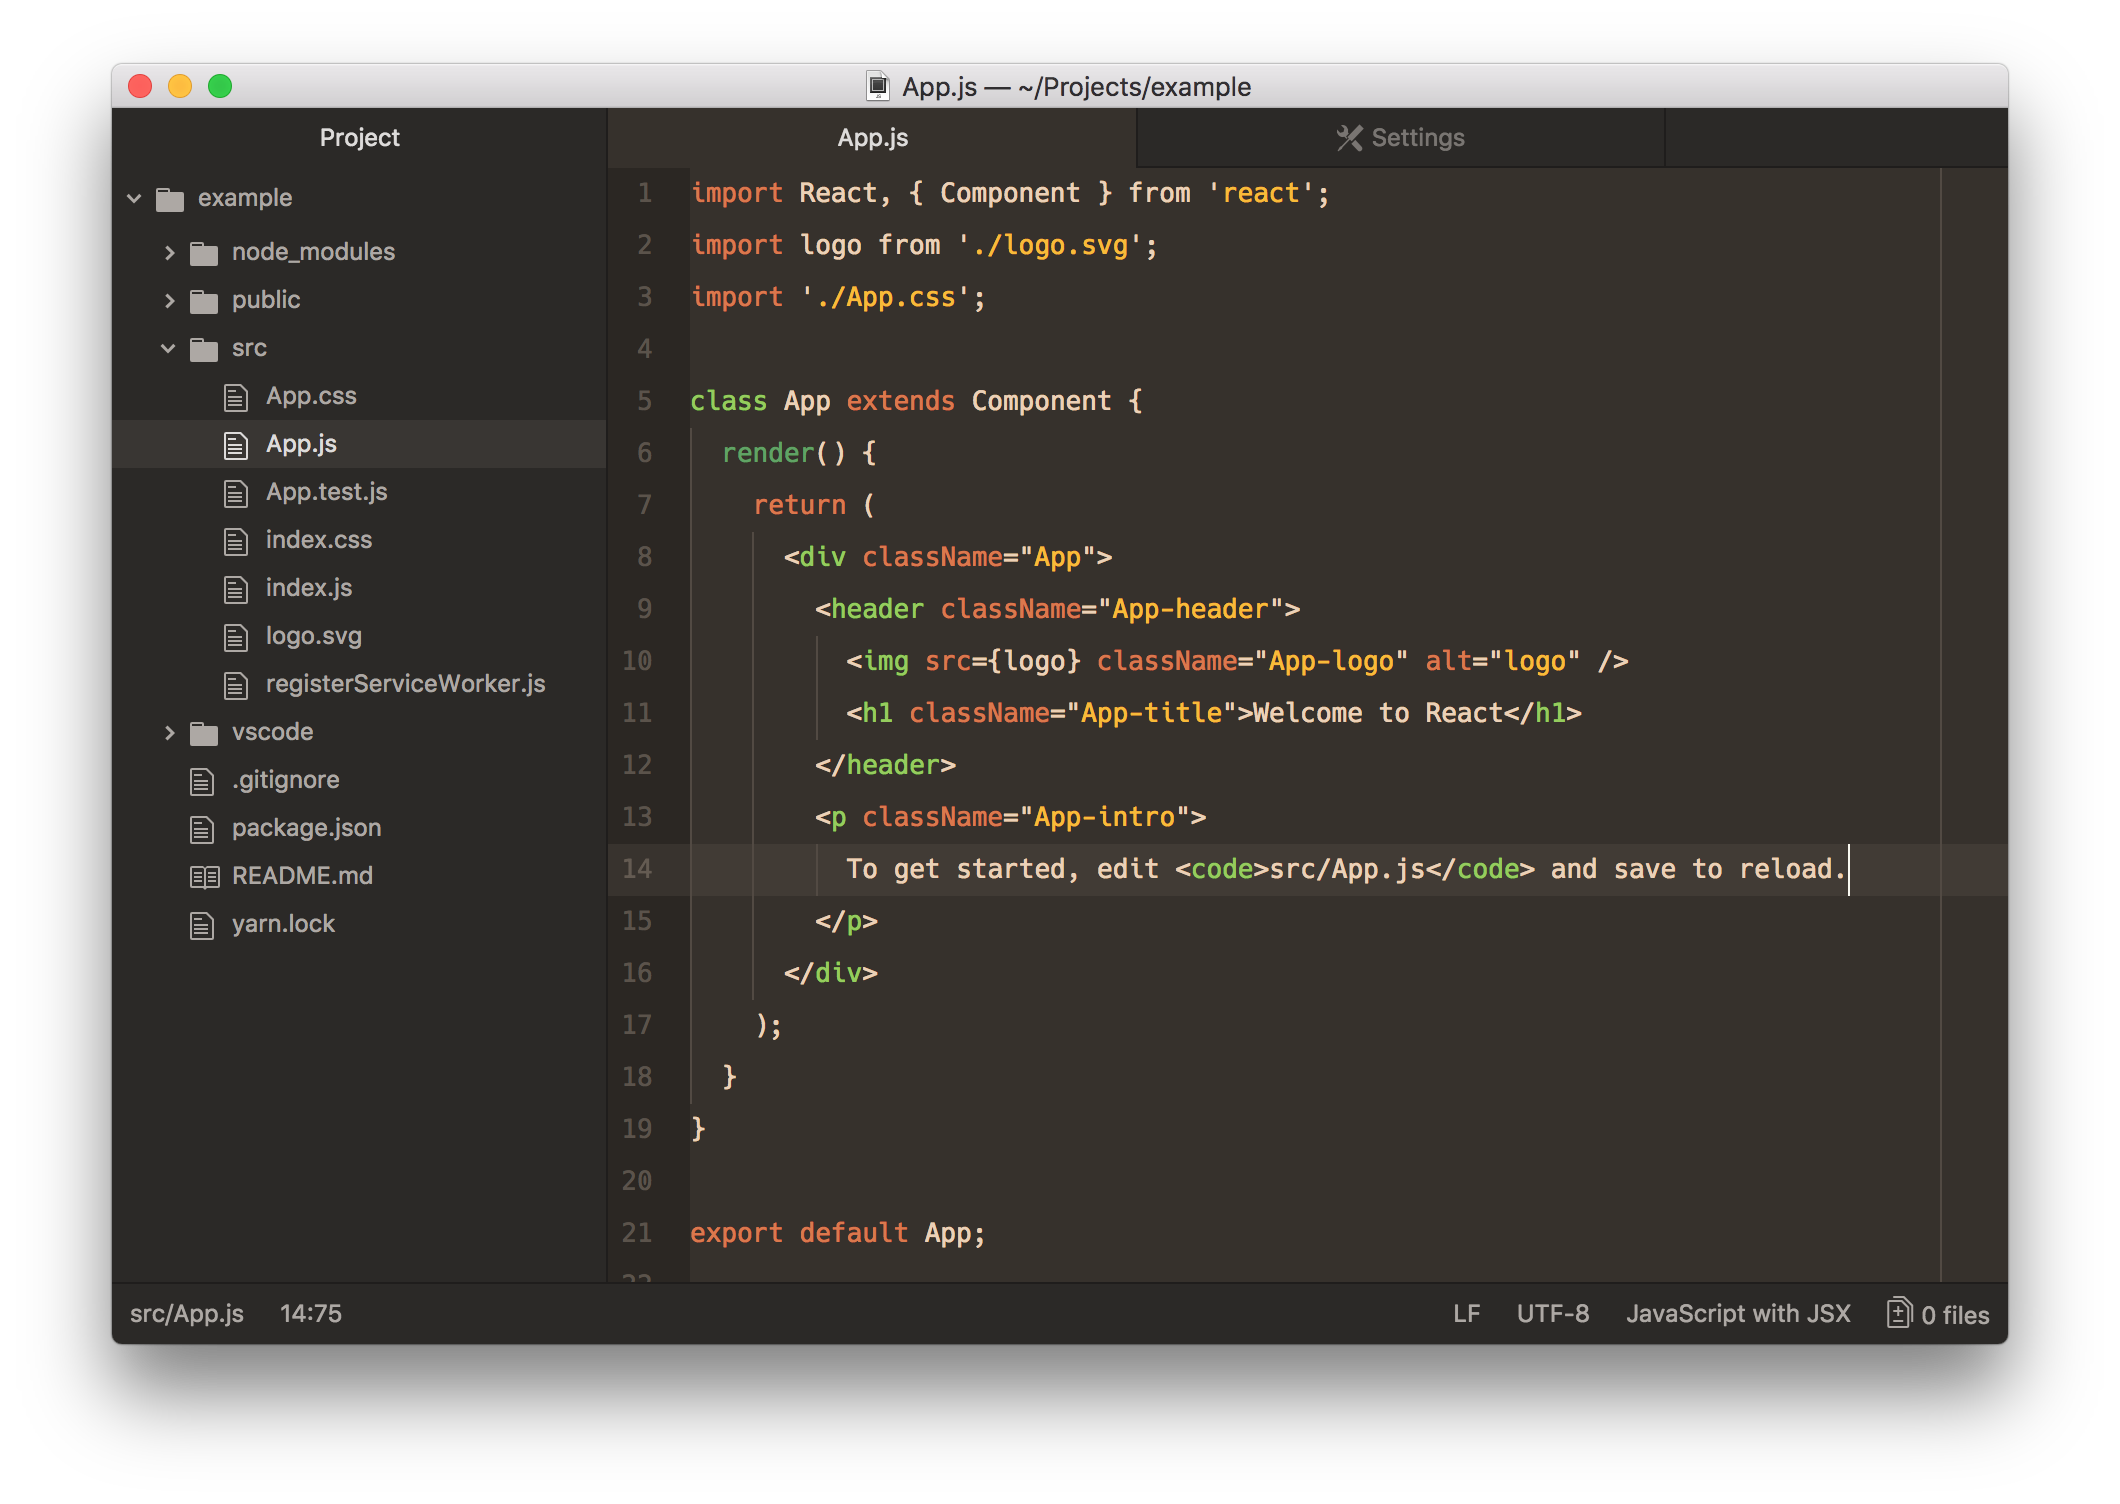 App.js — ~/Projects/example
Project
App.js
Settings
example
node_modules
public
src
App.css
App.js
App.test.js
index.css
index.js
logo.svg
registerServiceWorker.js
vscode
.gitignore
package.json
README.md
yarn.lock
1 import React, { Component } from 'react';
2 import logo from './logo.svg';
3 import './App.css';
4
5 class App extends Component {
6   render() {
7     return (
8       <div className="App">
9         <header className="App-header">
10           <img src={logo} className="App-logo" alt="logo" />
11           <h1 className="App-title">Welcome to React</h1>
12         </header>
13         <p className="App-intro">
14           To get started, edit <code>src/App.js</code> and save to reload.
15         </p>
16       </div>
17     );
18   }
19 }
20
21 export default App;
22
src/App.js 14:75 LF UTF-8 JavaScript with JSX 0 files